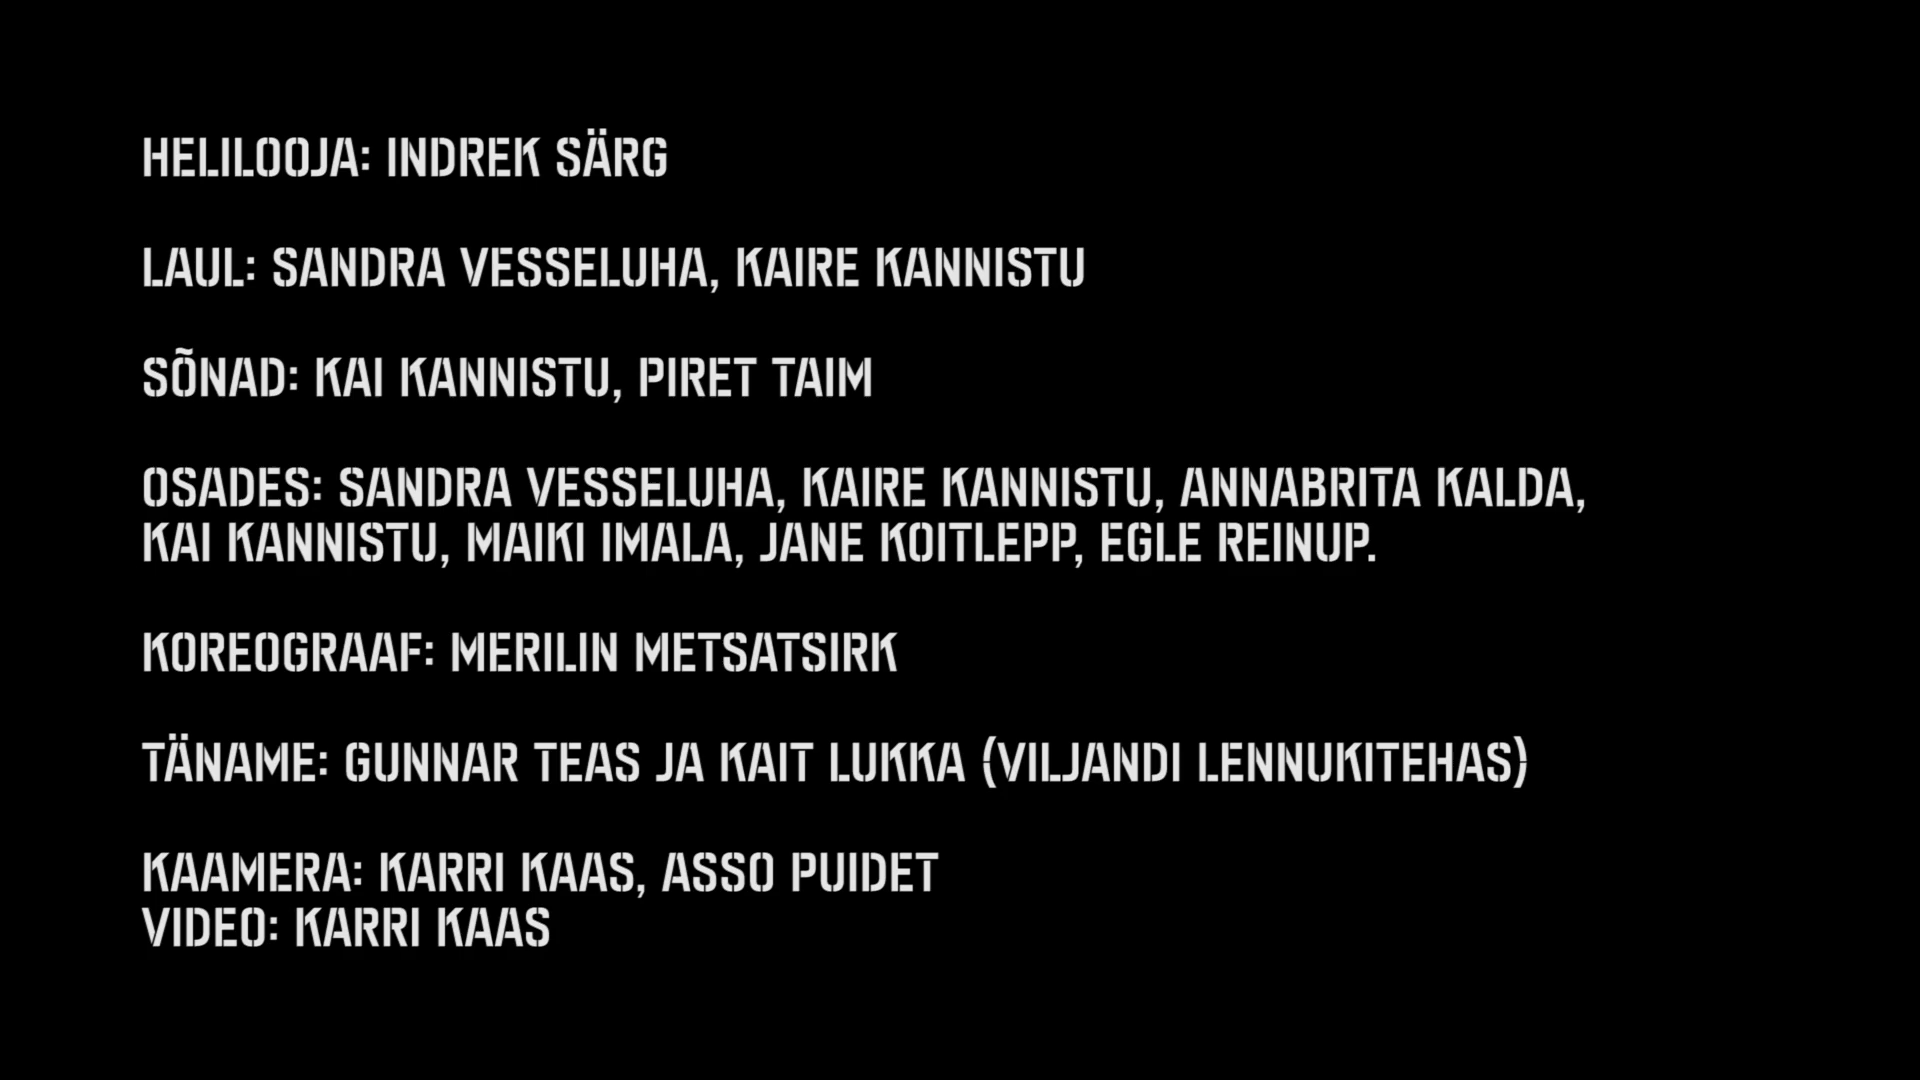 HELILOOJA: INDREK SÄRG
LAUL: SANDRA VESSELUHA, KAIRE KANNISTU
SÕNAD: KAI KANNISTU, PIRET TAIM
OSADES: SANDRA VESSELUHA, KAIRE KANNISTU, ANNABRITA KALDA,
KAI KANNISTU, MAIKI IMALA, JANE KOITLEPP, EGLE REINUP.
KOREOGRAAF: MERILIN METSATSIRK
TÄNAME: GUNNAR TEAS JA KAIT LUKKA (VILJANDI LENNUKITEHAS)
KAAMERA: KARRI KAAS, ASSO PUIDET
VIDEO: KARRI KAAS